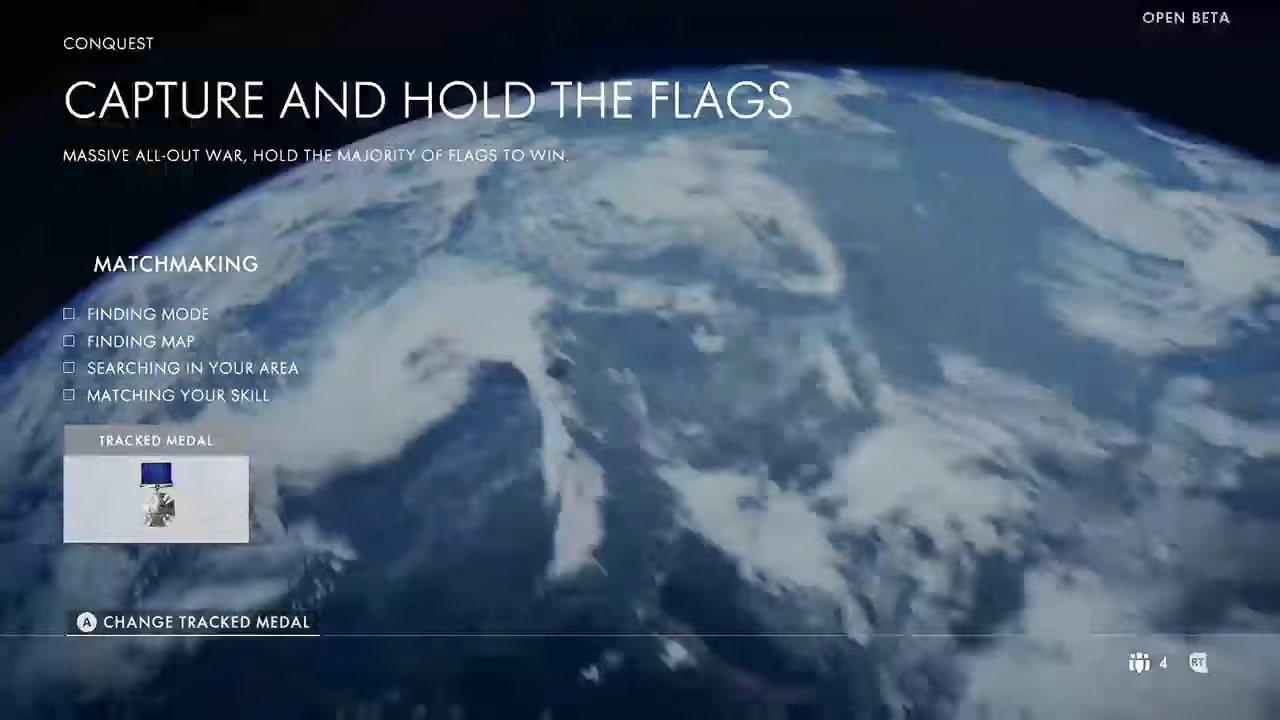 OPEN BETA
CONQUEST
CAPTURE AND HOLD THE FLAGS
MASSIVE ALL-OUT WAR, HOLD THE MAJORITY OF FLAGS TO WIN.
MATCHMAKING
FINDING MODE
FINDING MAP
SEARCHING IN YOUR AREA
MATCHING YOUR SKILL
TRACKED MEDAL
A CHANGE TRACKED MEDAL
4 RT